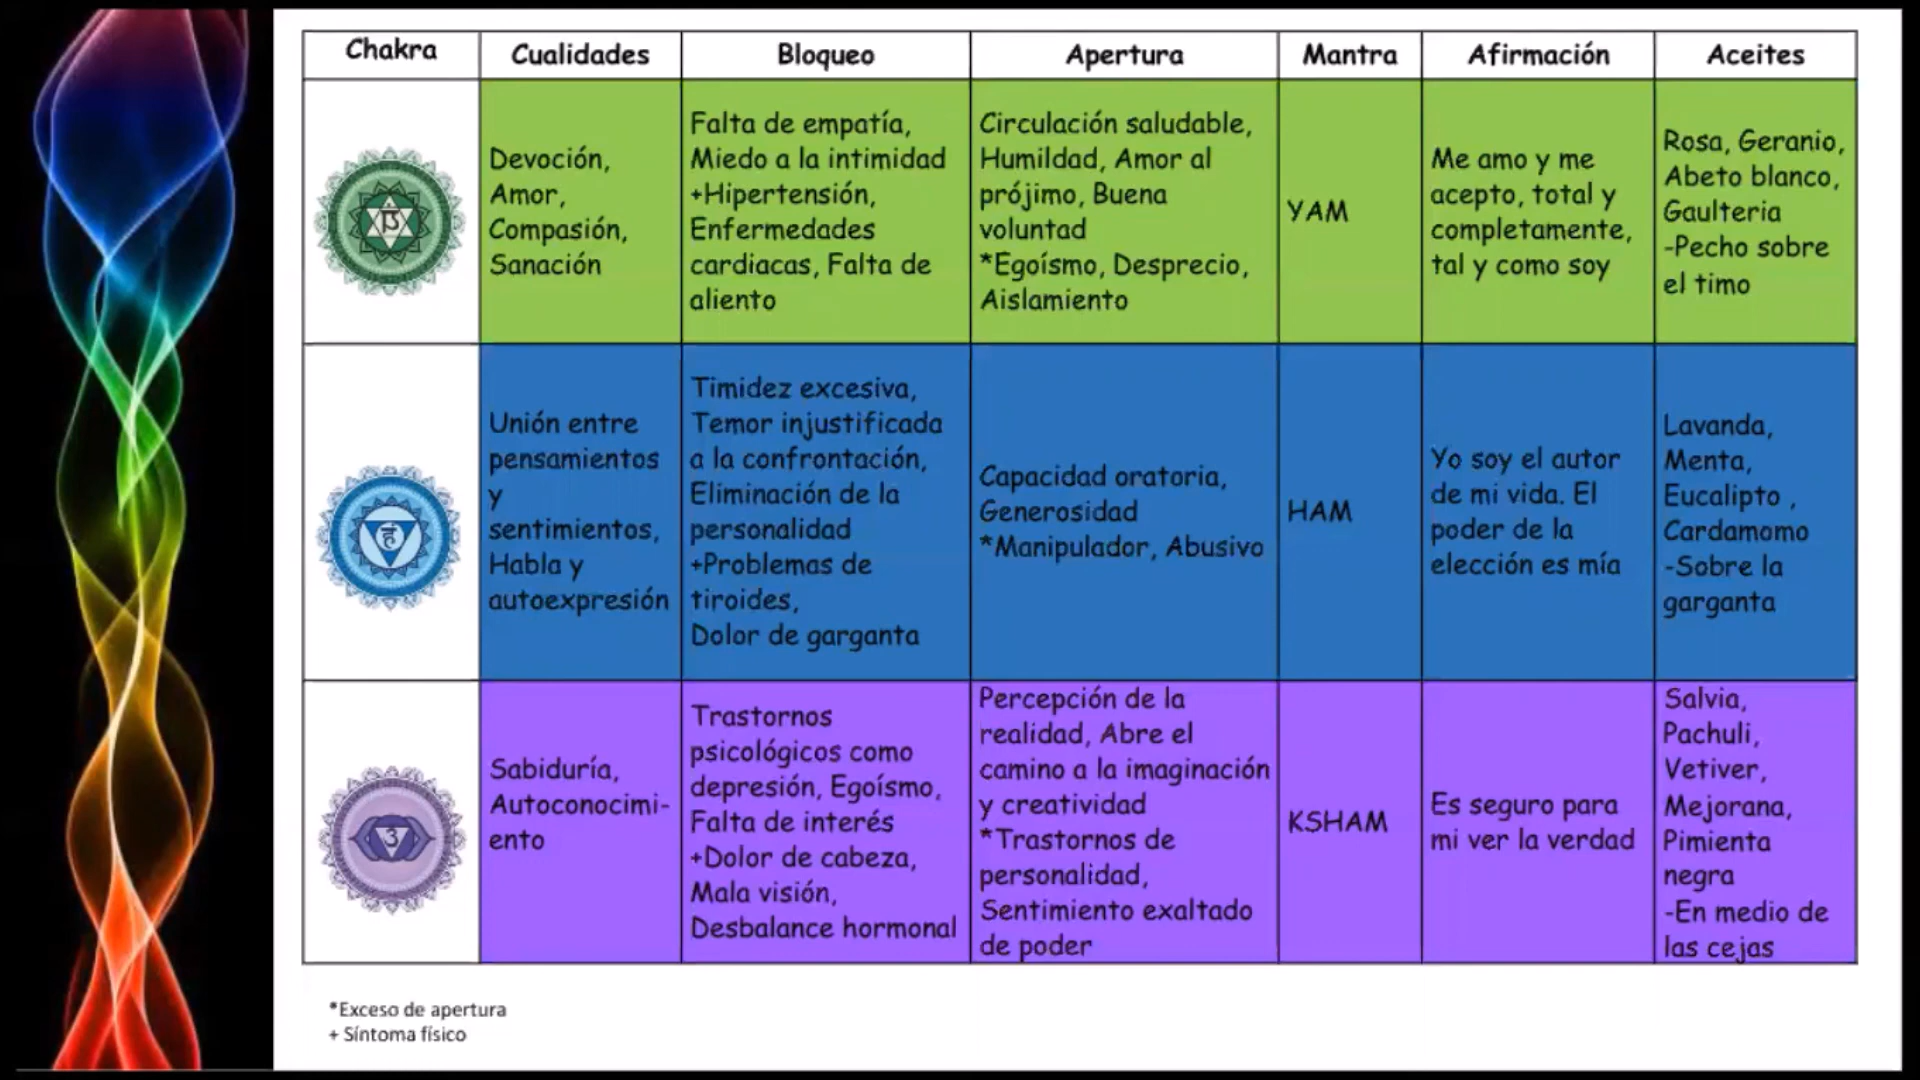 Chakra
Cualidades
Bloqueo
Apertura
Mantra
Afirmación
Aceites
Devoción,
Amor,
Compasión,
Sanación
Falta de empatía,
Miedo a la intimidad
+Hipertensión,
Enfermedades
cardiacas, Falta de
aliento
Circulación saludable,
Humildad, Amor al
prójimo, Buena
voluntad
*Egoísmo, Desprecio,
Aislamiento
YAM
Me amo y me
acepto, total y
completamente,
tal y como soy
Rosa, Geranio,
Abeto blanco,
Gaulteria
-Pecho sobre
el timo
Unión entre
pensamientos
y
sentimientos,
Habla y
autoexpresión
Timidez excesiva,
Temor injustificada
a la confrontación,
Eliminación de la
personalidad
+Problemas de
tiroides,
Dolor de garganta
Capacidad oratoria,
Generosidad
*Manipulador, Abusivo
HAM
Yo soy el autor
de mi vida. El
poder de la
elección es mía
Lavanda,
Menta,
Eucalipto ,
Cardamomo
-Sobre la
garganta
Sabiduría,
Autoconocimi-
ento
Trastornos
psicológicos como
depresión, Egoísmo,
Falta de interés
+Dolor de cabeza,
Mala visión,
Desbalance hormonal
Percepción de la
realidad, Abre el
camino a la imaginación
y creatividad
*Trastornos de
personalidad,
Sentimiento exaltado
de poder
KSHAM
Es seguro para
mi ver la verdad
Salvia,
Pachuli,
Vetiver,
Mejorana,
Pimienta
negra
-En medio de
las cejas
*Exceso de apertura
+ Síntoma físico